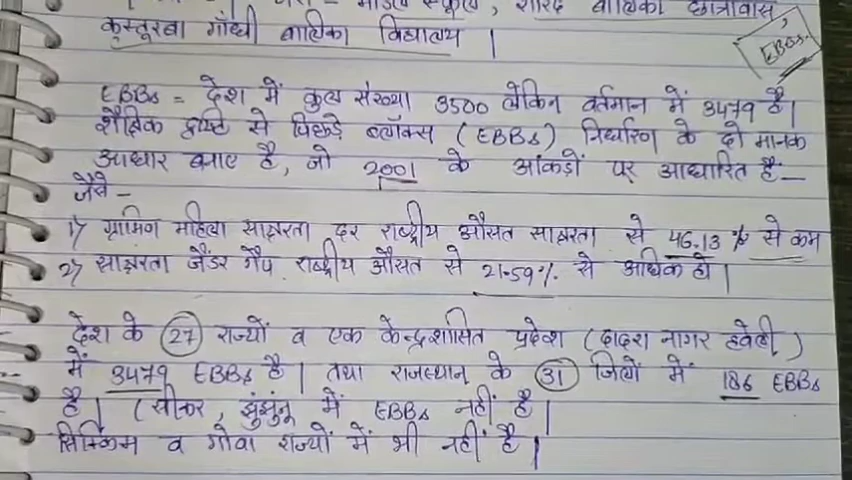 मॉडल स्कूल, शारदे बालिका छात्रावास,
कस्तूरबा गाँधी बालिका विद्यालय |
EBBs
EBBs = देश में कुल संख्या 3500 लेकिन वर्तमान में 3479 है।
शैक्षिक दृष्टि से पिछड़े ब्लॉक्स (EBBs) निर्धारण के दो मानक
आधार बनाए है, जो 2001 के आंकड़ों पर आधारित है:-
जैसे -
1) ग्रामिण महिला साक्षरता दर राष्ट्रीय औसत साक्षरता से 46.13 % से कम
2) साक्षरता जेंडर गैप राष्ट्रीय औसत से 21.59%. से अधिक हो |
देश के 27 राज्यों व एक केन्द्रशासित प्रदेश (दादरा नागर हवेली)
में 3479 EBBs है | तथा राजस्थान के 31 जिलों में 186 EBBs
है | (सीकर, झुंझुंनू में EBBs नहीं है |
सिक्किम व गोवा राज्यों में भी नहीं है |